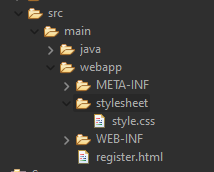 src
main
java
webapp
META-INF
stylesheet
style.css
WEB-INF
register.html